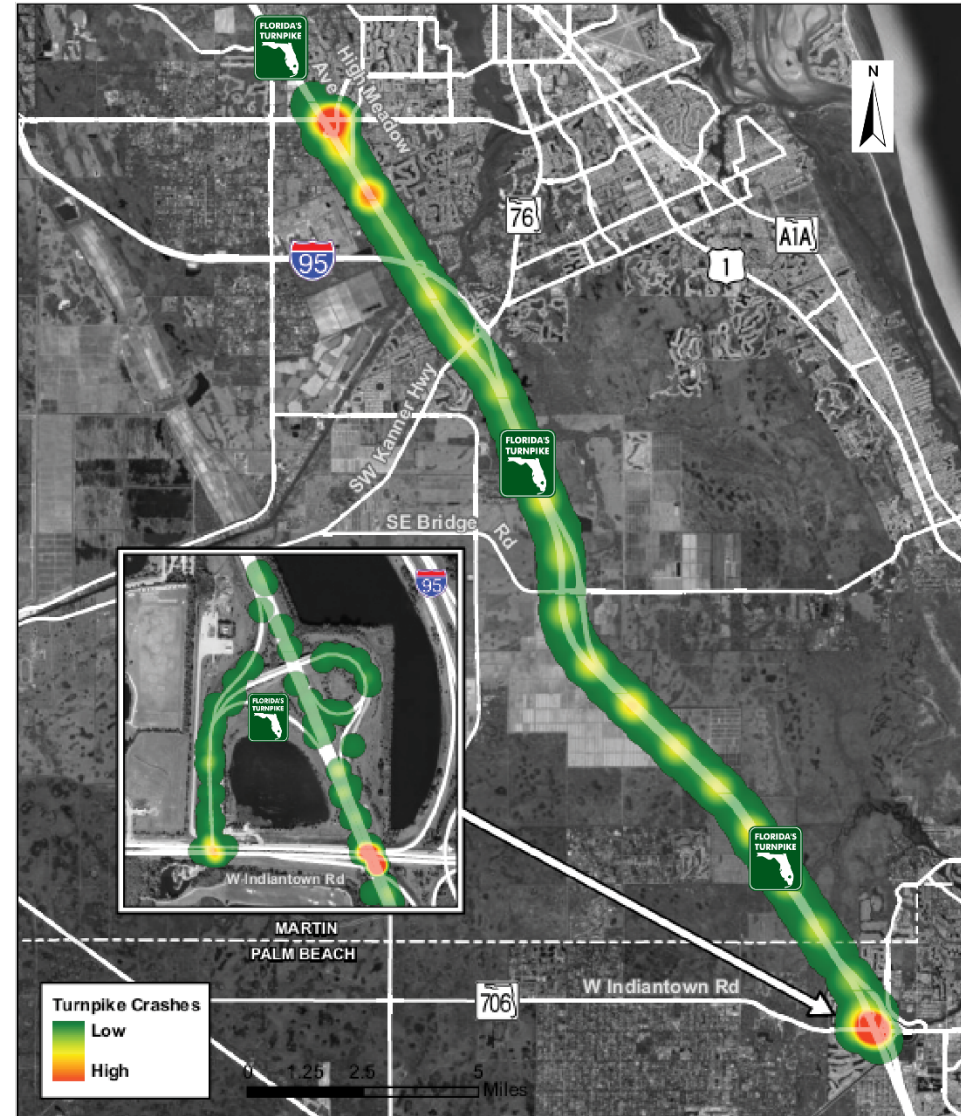 FLORIDA'S
TURNPIKE
N
High Meadow
Ave
76
A1A
1
95
SW Kanner Hwy
FLORIDA'S
TURNPIKE
SE Bridge
Rd
95
FLORIDA'S
TURNPIKE
W Indiantown Rd
FLORIDA'S
TURNPIKE
MARTIN
PALM BEACH
W Indiantown Rd
706
Turnpike Crashes
Low
High
0 1.25 2.5 5
Miles